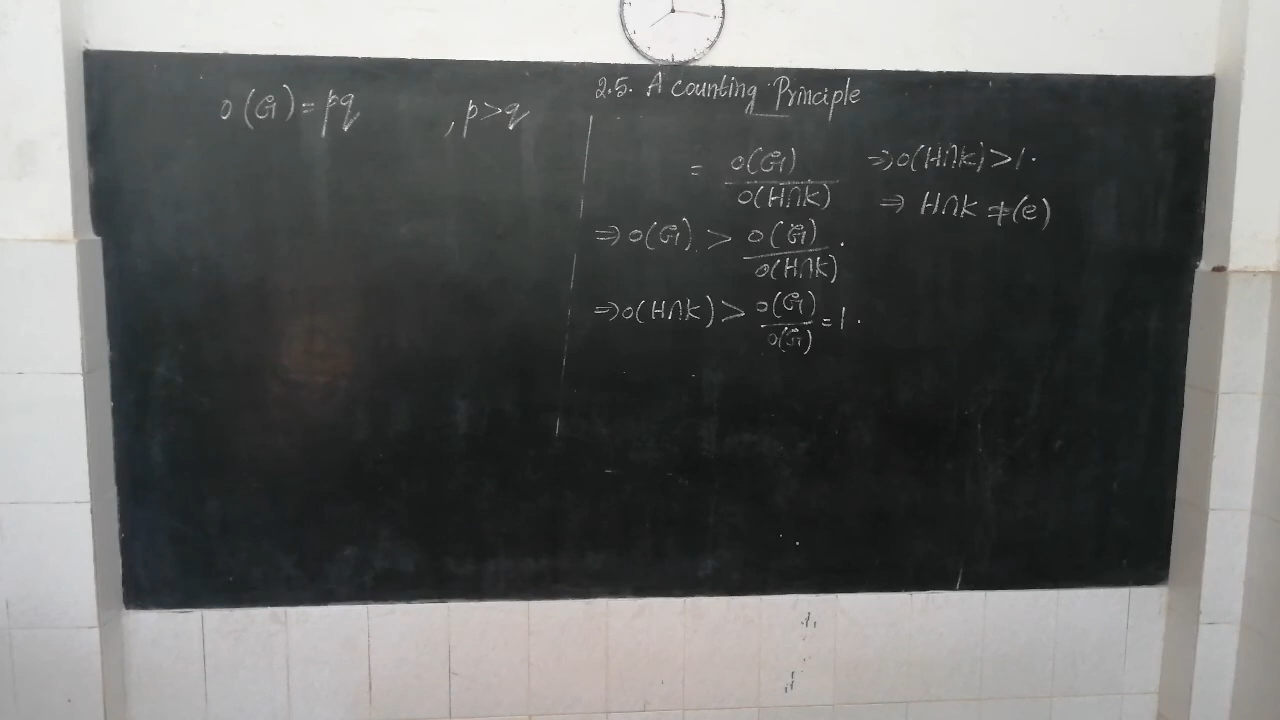 o(G) = pq , p>q
2.5. A counting Principle
= o(G)/o(H∩K) ⇒ o(H∩K) > 1.
⇒ H∩K ≠ (e)
⇒ o(G) > o(G)/o(H∩K).
⇒ o(H∩K) > o(G)/o(G) = 1.